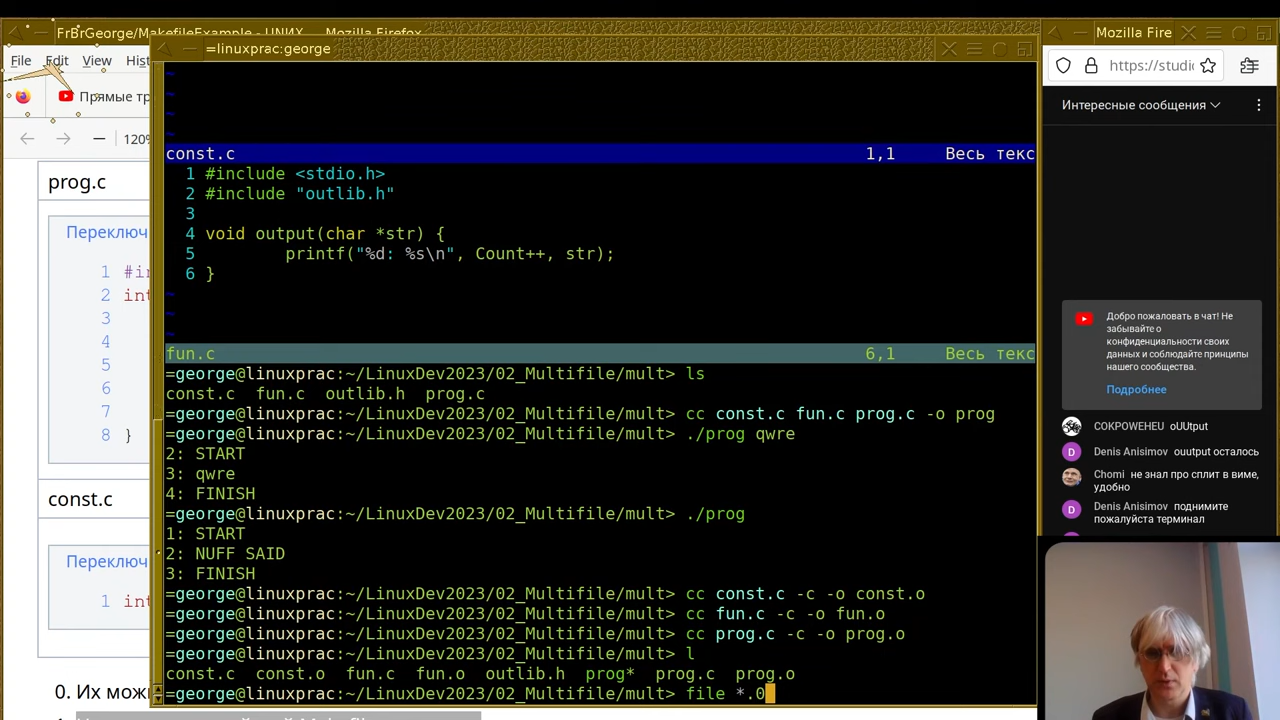 FrBrGeorge/MakefileExample - UNИX — Mozilla Firefox
=linuxprac:george
Mozilla Fire
File Edit View Hist
https://studi
Прямые тр
Интересные сообщения
120%
const.c 1,1 Весь текс
1 #include <stdio.h>
2 #include "outlib.h"
3
4 void output(char *str) {
5 printf("%d: %s\n", Count++, str);
6 }
fun.c 6,1 Весь текс
=george@linuxprac:~/LinuxDev2023/02_Multifile/mult> ls
const.c fun.c outlib.h prog.c
=george@linuxprac:~/LinuxDev2023/02_Multifile/mult> cc const.c fun.c prog.c -o prog
=george@linuxprac:~/LinuxDev2023/02_Multifile/mult> ./prog qwre
2: START
3: qwre
4: FINISH
=george@linuxprac:~/LinuxDev2023/02_Multifile/mult> ./prog
1: START
2: NUFF SAID
3: FINISH
=george@linuxprac:~/LinuxDev2023/02_Multifile/mult> cc const.c -c -o const.o
=george@linuxprac:~/LinuxDev2023/02_Multifile/mult> cc fun.c -c -o fun.o
=george@linuxprac:~/LinuxDev2023/02_Multifile/mult> cc prog.c -c -o prog.o
=george@linuxprac:~/LinuxDev2023/02_Multifile/mult> l
const.c const.o fun.c fun.o outlib.h prog* prog.c prog.o
=george@linuxprac:~/LinuxDev2023/02_Multifile/mult> file *.0
prog.c
Переключ
1 #in
2 int
3
4
5
6
7
8 }
const.c
Переключ
1 int
0. Их можн
Добро пожаловать в чат! Не
забывайте о
конфиденциальности своих
данных и соблюдайте принципы
нашего сообщества.
Подробнее
COKPOWEHEU oUUtput
Denis Anisimov ouutput осталось
Chomi не знал про сплит в виме,
удобно
Denis Anisimov поднимите
пожалуйста терминал